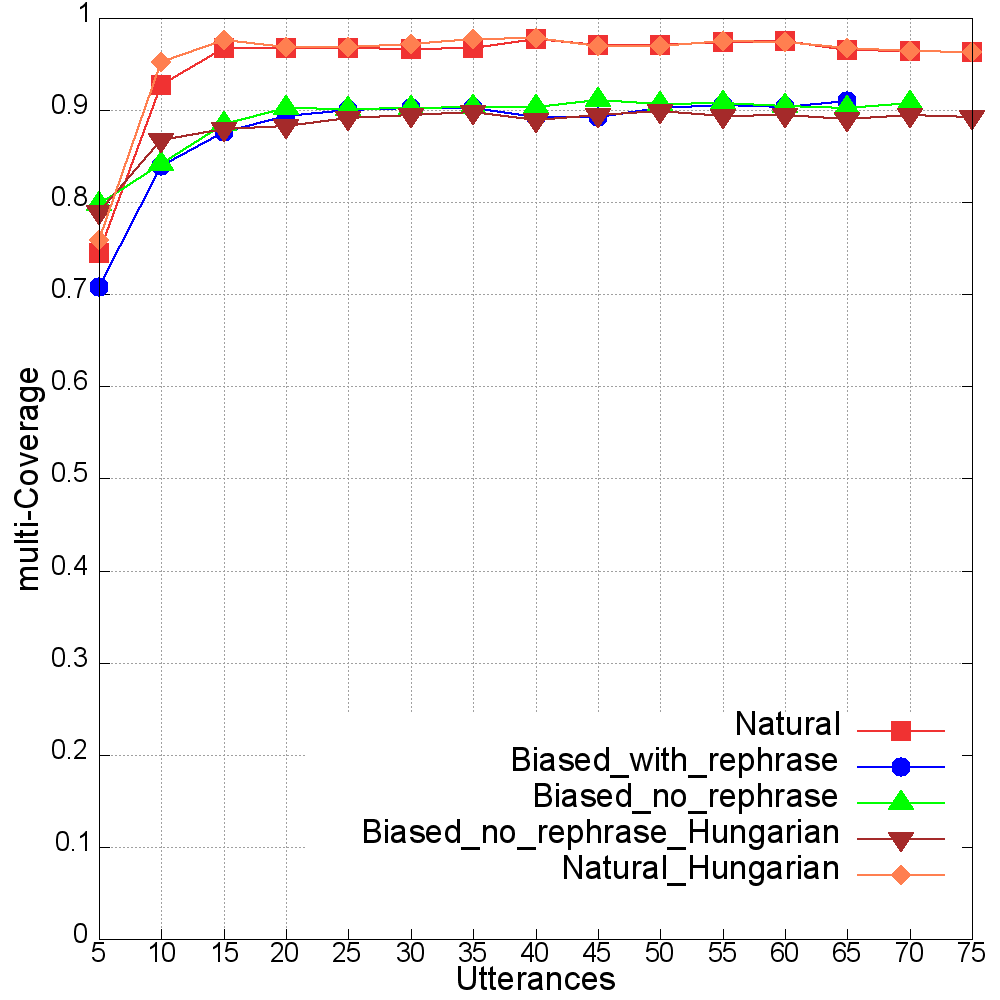 1
0.9
0.8
0.7
0.6
0.5
0.4
0.3
0.2
0.1
0
multi-Coverage
Natural
Biased_with_rephrase
Biased_no_rephrase
Biased_no_rephrase_Hungarian
Natural_Hungarian
5 10 15 20 25 30 35 40 45 50 55 60 65 70 75
Utterances